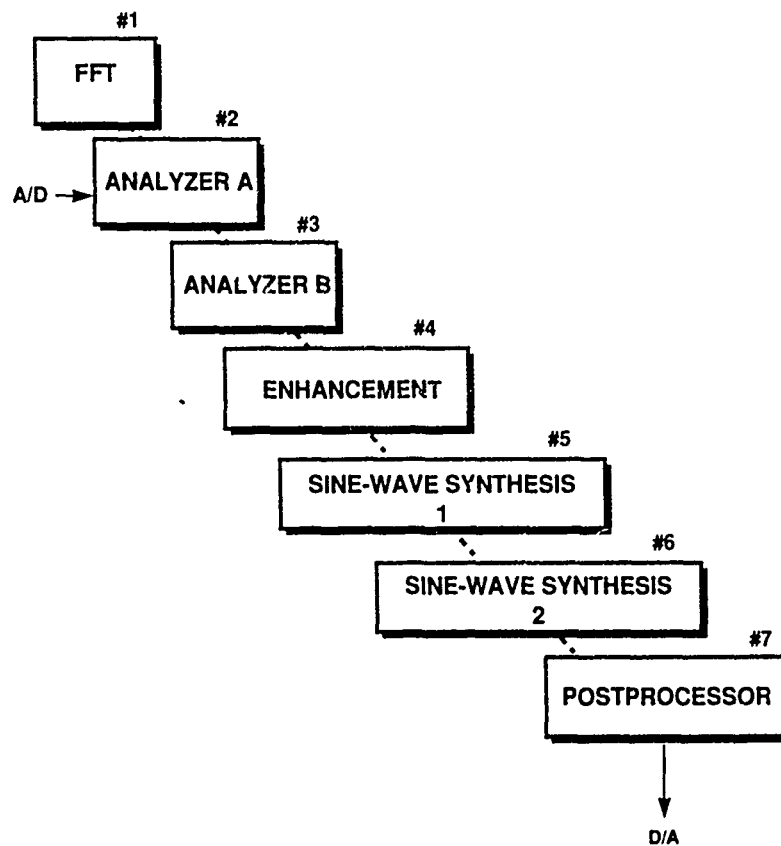 #1
FFT
#2
A/D
ANALYZER A
#3
ANALYZER B
#4
ENHANCEMENT
#5
SINE-WAVE SYNTHESIS
1
#6
SINE-WAVE SYNTHESIS
2
#7
POSTPROCESSOR
D/A